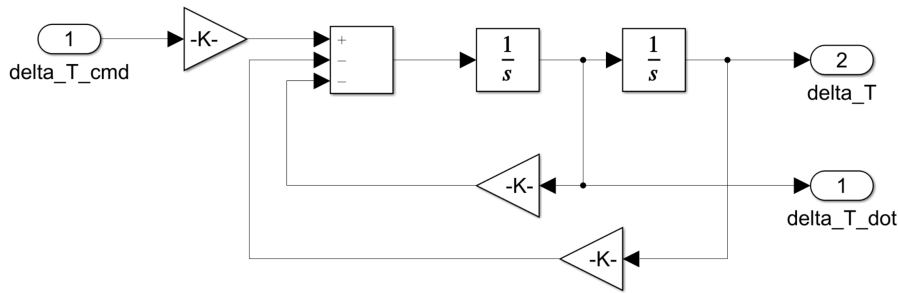 1
delta_T_cmd
-K-
+
−
−
1
s
1
s
2
delta_T
-K-
1
delta_T_dot
-K-